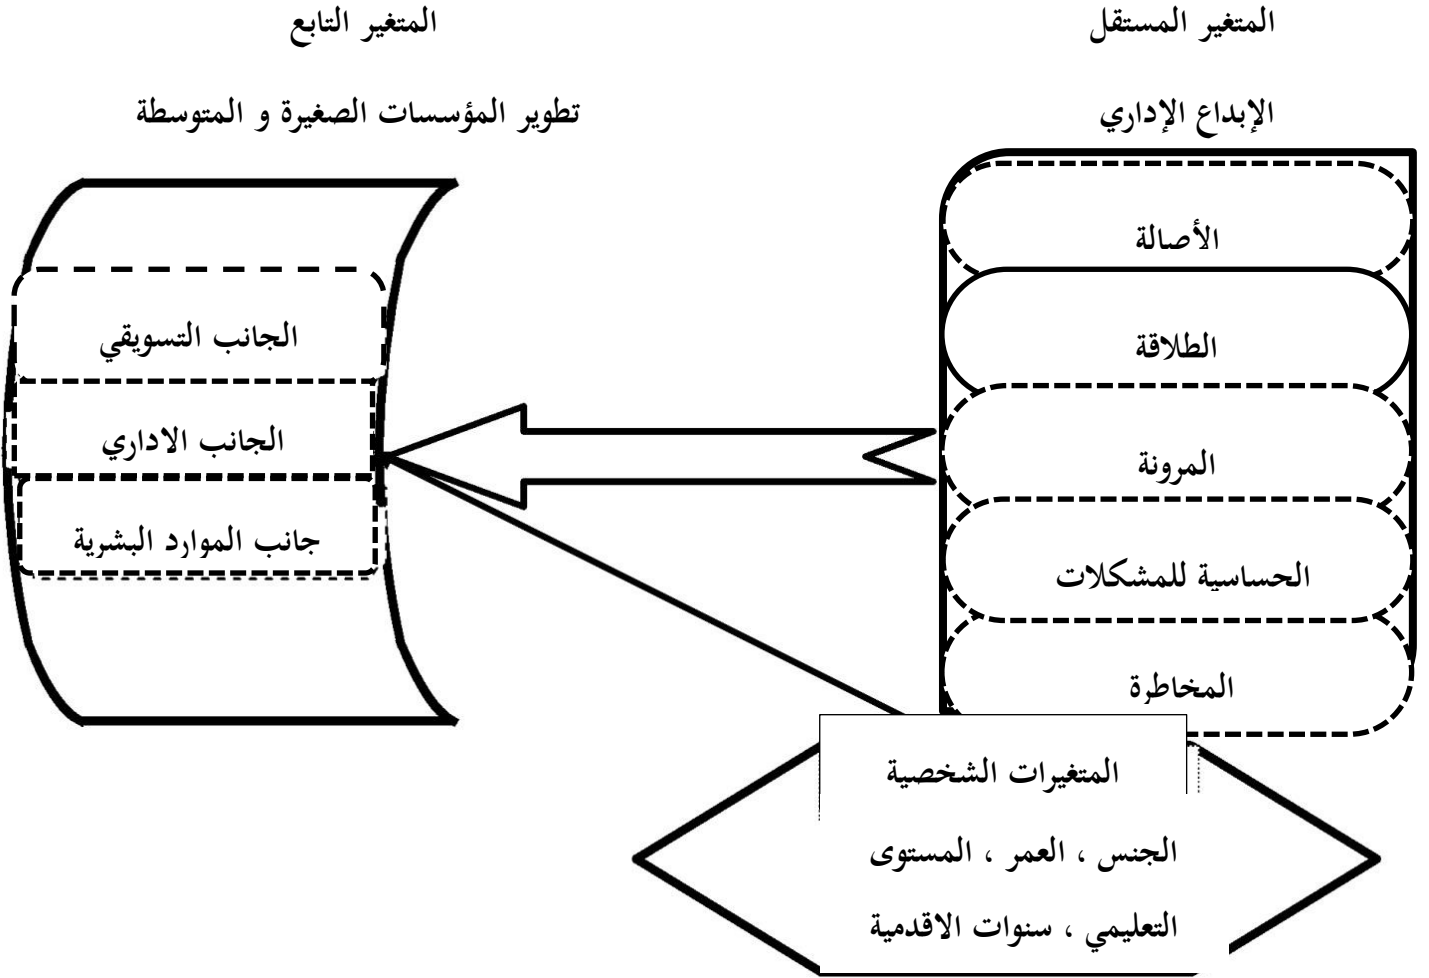 المتغير المستقل
المتغير التابع
الإبداع الإداري
تطوير المؤسسات الصغيرة و المتوسطة
الأصالة
الطلاقة
المرونة
الحساسية للمشكلات
المخاطرة
الجانب التسويقي
الجانب الاداري
جانب الموارد البشرية
المتغيرات الشخصية
الجنس ، العمر ، المستوى
التعليمي ، سنوات الاقدمية